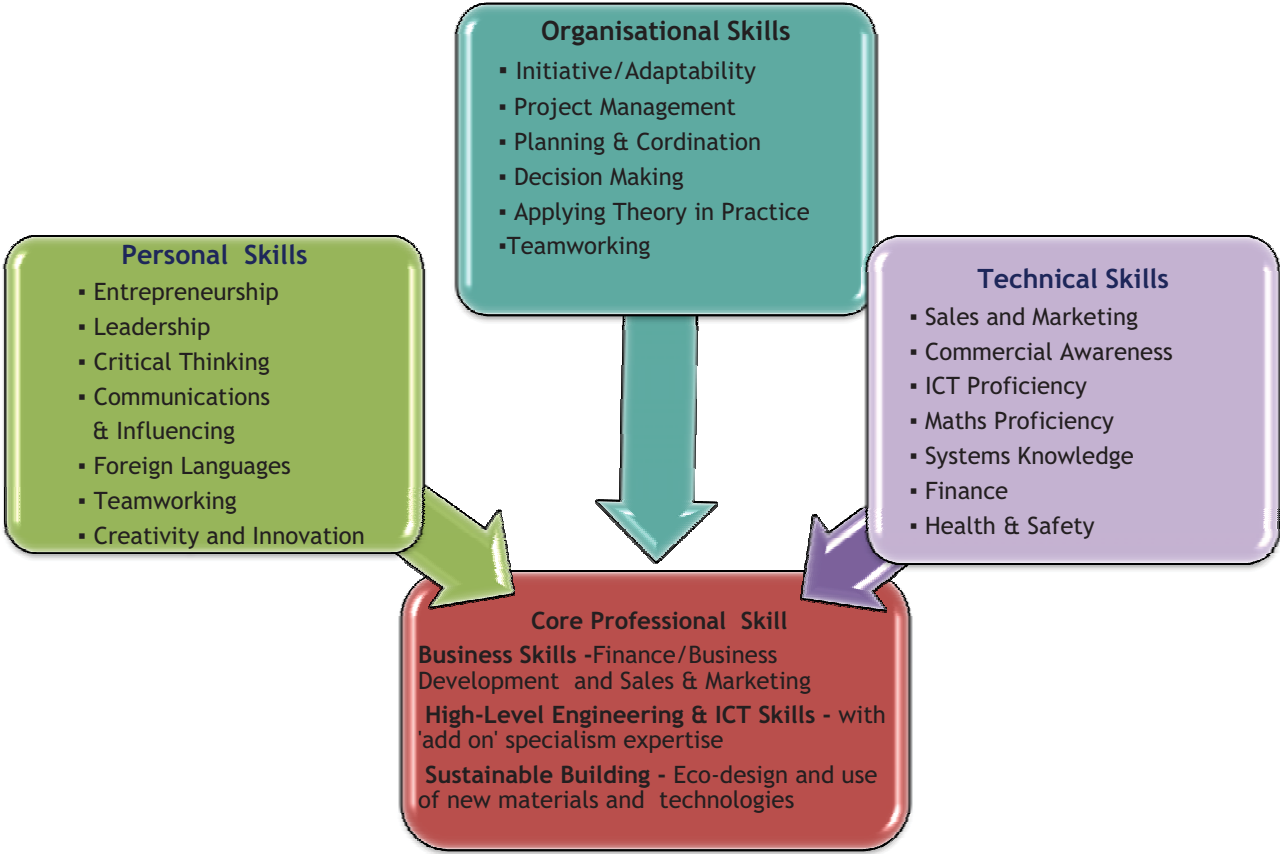 Organisational Skills
▪ Initiative/Adaptability
▪ Project Management
▪ Planning & Cordination
▪ Decision Making
▪ Applying Theory in Practice
▪Teamworking
Personal Skills
▪ Entrepreneurship
▪ Leadership
▪ Critical Thinking
▪ Communications
& Influencing
▪ Foreign Languages
▪ Teamworking
▪ Creativity and Innovation
Technical Skills
▪ Sales and Marketing
▪ Commercial Awareness
▪ ICT Proficiency
▪ Maths Proficiency
▪ Systems Knowledge
▪ Finance
▪ Health & Safety
Core Professional Skill
Business Skills -Finance/Business
Development and Sales & Marketing
High-Level Engineering & ICT Skills - with
'add on' specialism expertise
Sustainable Building - Eco-design and use
of new materials and technologies